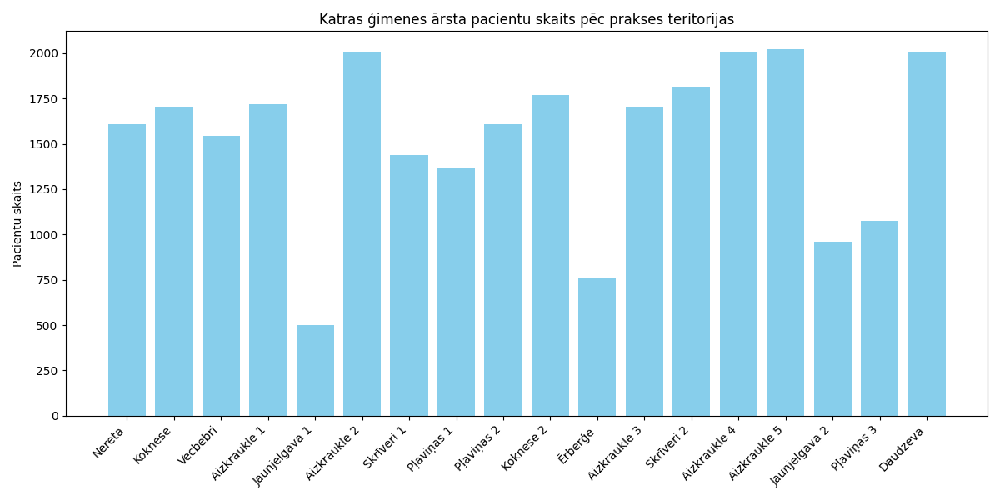 Katras ģimenes ārsta pacientu skaits pēc prakses teritorijas
Pacientu skaits
2000
1750
1500
1250
1000
750
500
250
0
Nereta
Koknese
Vecbebri
Aizkraukle 1
Jaunjelgava 1
Aizkraukle 2
Skrīveri 1
Pļaviņas 1
Pļaviņas 2
Koknese 2
Ērberģe
Aizkraukle 3
Skrīveri 2
Aizkraukle 4
Aizkraukle 5
Jaunjelgava 2
Pļaviņas 3
Daudzeva